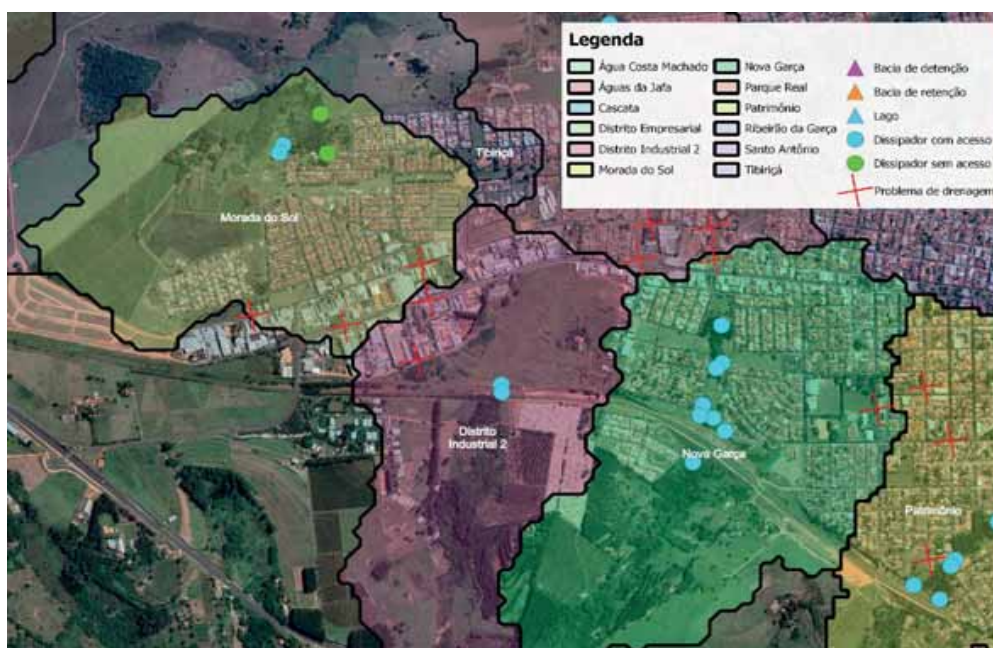 Legenda
Água Costa Machado
Águas da Jafa
Cascata
Distrito Empresarial
Distrito Industrial 2
Morada do Sol
Nova Garça
Parque Real
Patrimônio
Ribeirão da Garça
Santo Antônio
Tibiriçá
Bacia de detenção
Bacia de retenção
Lago
Dissipador com acesso
Dissipador sem acesso
Problema de drenagem
Tibiriçá
Morada do Sol
Distrito
Industrial 2
Nova Garça
Patrimônio